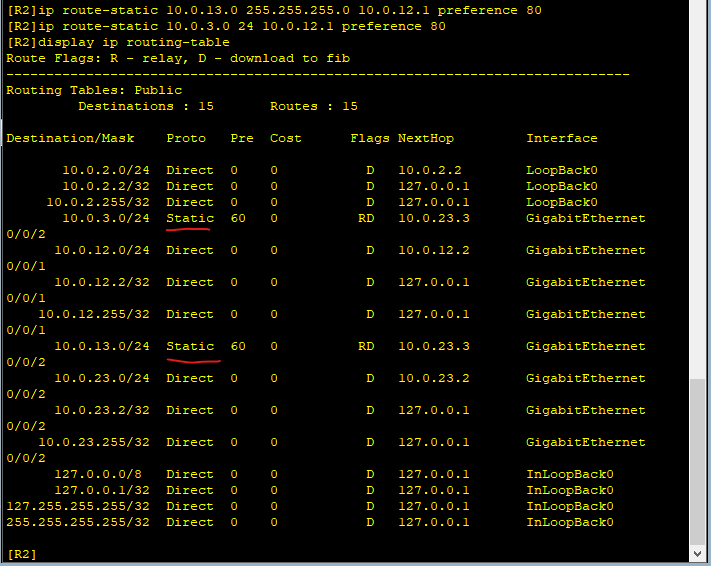 [R2]ip route-static 10.0.13.0 255.255.255.0 10.0.12.1 preference 80
[R2]ip route-static 10.0.3.0 24 10.0.12.1 preference 80
[R2]display ip routing-table
Route Flags: R - relay, D - download to fib
------------------------------------------------------------------------------
Routing Tables: Public
         Destinations : 15       Routes : 15

Destination/Mask    Proto   Pre  Cost      Flags NextHop         Interface

       10.0.2.0/24  Direct  0    0           D   10.0.2.2        LoopBack0
       10.0.2.2/32  Direct  0    0           D   127.0.0.1       LoopBack0
     10.0.2.255/32  Direct  0    0           D   127.0.0.1       LoopBack0
       10.0.3.0/24  Static  60   0          RD   10.0.23.3       GigabitEthernet
0/0/2
      10.0.12.0/24  Direct  0    0           D   10.0.12.2       GigabitEthernet
0/0/1
      10.0.12.2/32  Direct  0    0           D   127.0.0.1       GigabitEthernet
0/0/1
    10.0.12.255/32  Direct  0    0           D   127.0.0.1       GigabitEthernet
0/0/1
      10.0.13.0/24  Static  60   0          RD   10.0.23.3       GigabitEthernet
0/0/2
      10.0.23.0/24  Direct  0    0           D   10.0.23.2       GigabitEthernet
0/0/2
      10.0.23.2/32  Direct  0    0           D   127.0.0.1       GigabitEthernet
0/0/2
    10.0.23.255/32  Direct  0    0           D   127.0.0.1       GigabitEthernet
0/0/2
      127.0.0.0/8   Direct  0    0           D   127.0.0.1       InLoopBack0
      127.0.0.1/32  Direct  0    0           D   127.0.0.1       InLoopBack0
127.255.255.255/32  Direct  0    0           D   127.0.0.1       InLoopBack0
255.255.255.255/32  Direct  0    0           D   127.0.0.1       InLoopBack0

[R2]